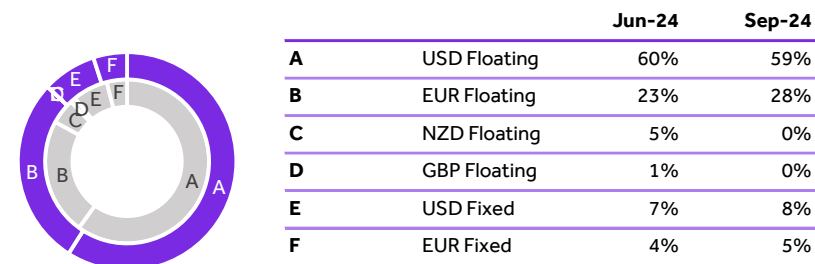 Jun-24 Sep-24
A USD Floating 60% 59%
B EUR Floating 23% 28%
C NZD Floating 5% 0%
D GBP Floating 1% 0%
E USD Fixed 7% 8%
F EUR Fixed 4% 5%
F
E
F
E
D
D
C
B
B
A
A